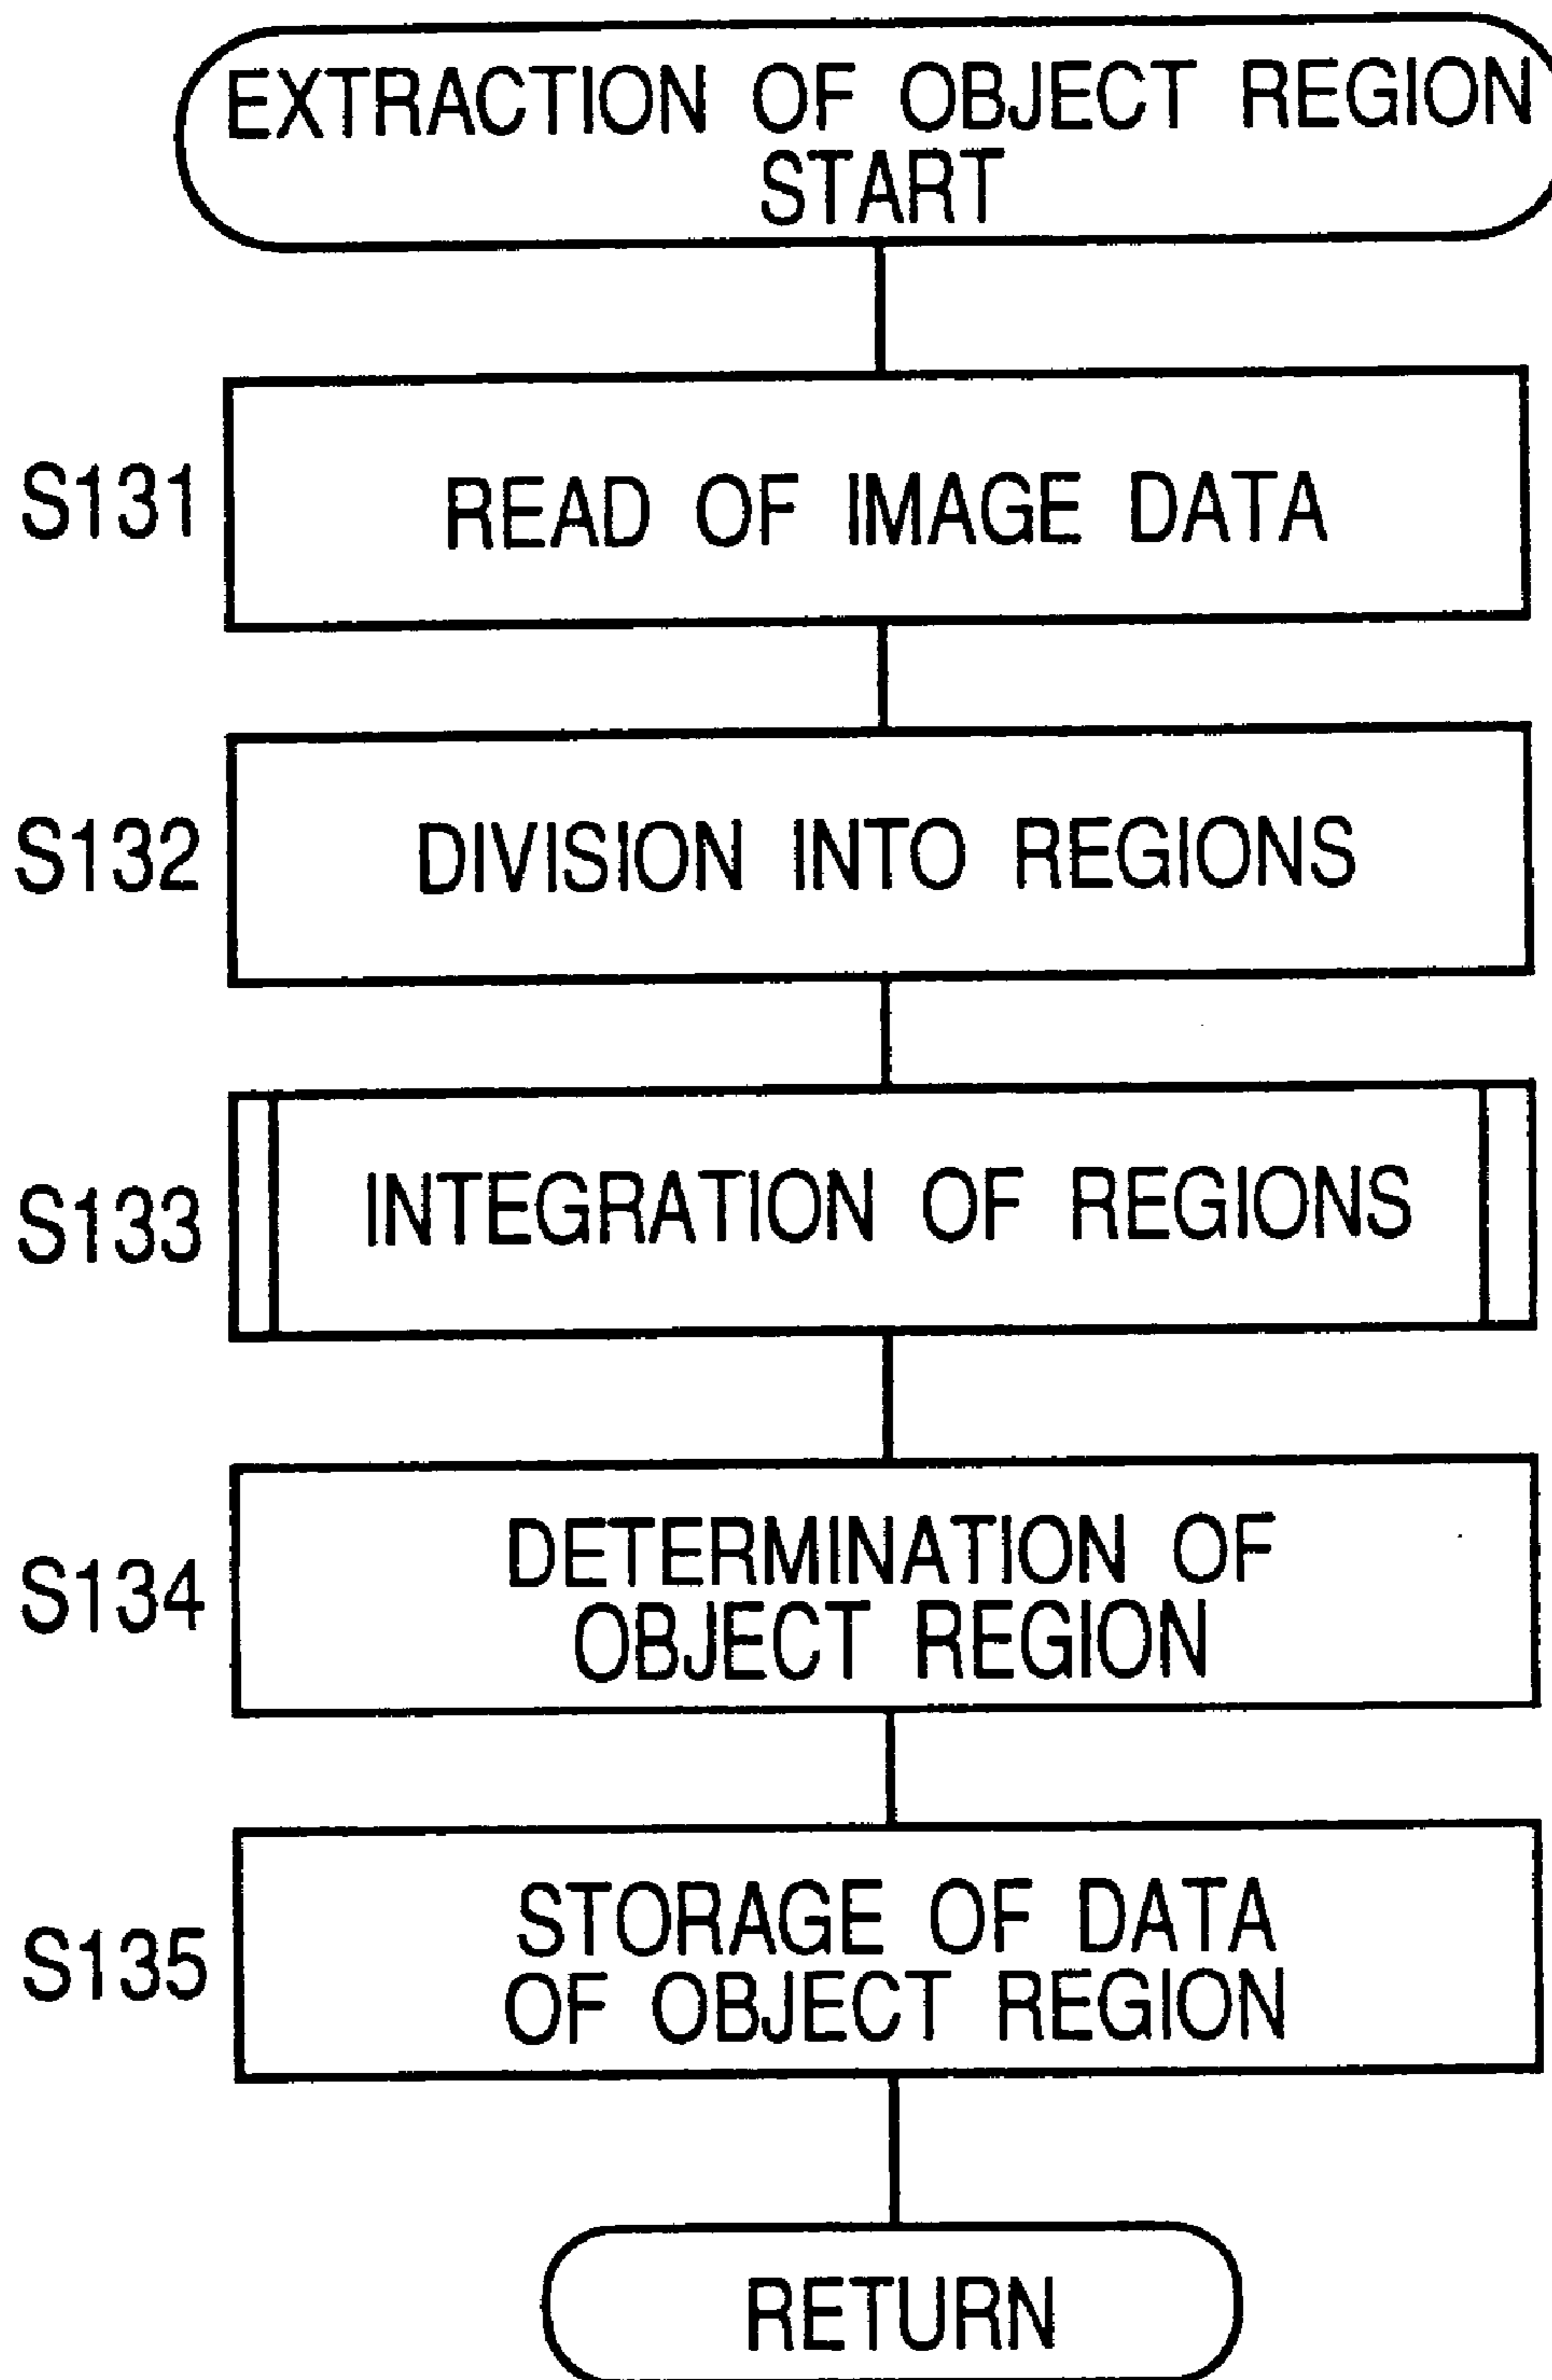 EXTRACTION OF OBJECT REGION
START
S131
READ OF IMAGE DATA
S132
DIVISION INTO REGIONS
S133
INTEGRATION OF REGIONS
S134
DETERMINATION OF
OBJECT REGION
S135
STORAGE OF DATA
OF OBJECT REGION
RETURN